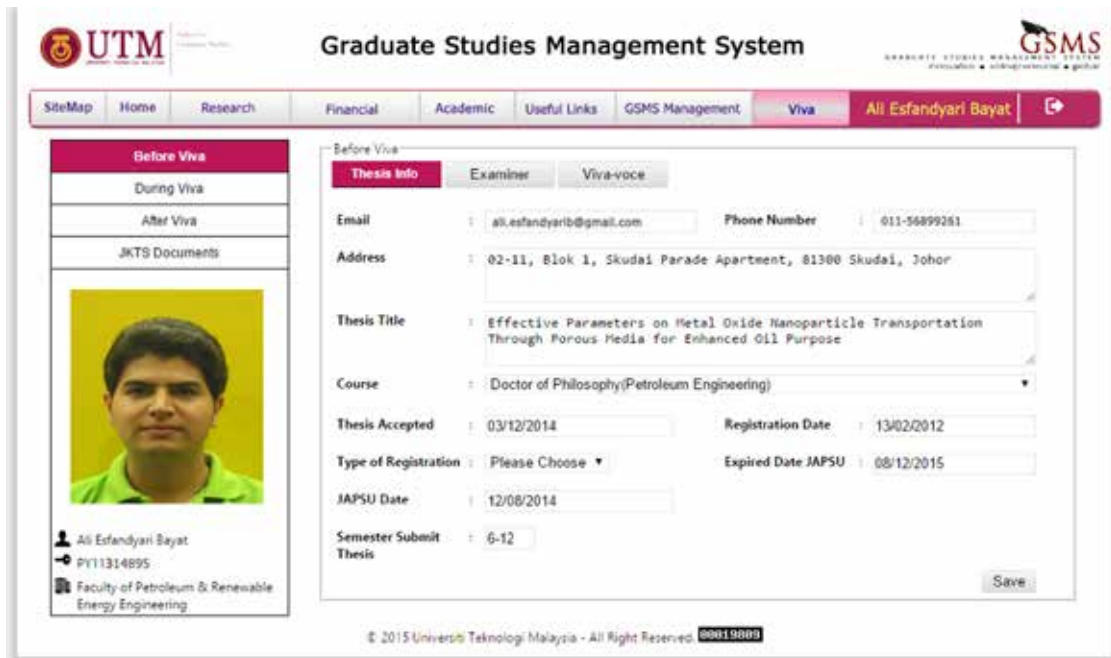 UTM
Graduate Studies Management System
GSMS
GRADUATE STUDIES MANAGEMENT SYSTEM
SiteMap Home Research Financial Academic Useful Links GSMS Management Viva Ali Esfandyari Bayat
Before Viva
During Viva
After Viva
JKTS Documents
Ali Esfandyari Bayat
PY11314895
Faculty of Petroleum & Renewable
Energy Engineering
Before Viva
Thesis Info Examiner Viva-voce
Email : ali.esfandyarib@gmail.com Phone Number : 011-56899261
Address : 02-11, Blok 1, Skudai Parade Apartment, 81300 Skudai, Johor
Thesis Title : Effective Parameters on Metal Oxide Nanoparticle Transportation
Through Porous Media for Enhanced Oil Purpose
Course : Doctor of Philosophy(Petroleum Engineering)
Thesis Accepted : 03/12/2014 Registration Date : 13/02/2012
Type of Registration : Please Choose Expired Date JAPSU : 08/12/2015
JAPSU Date : 12/08/2014
Semester Submit : 6-12
Thesis
Save
© 2015 Universiti Teknologi Malaysia - All Right Reserved. 00019809